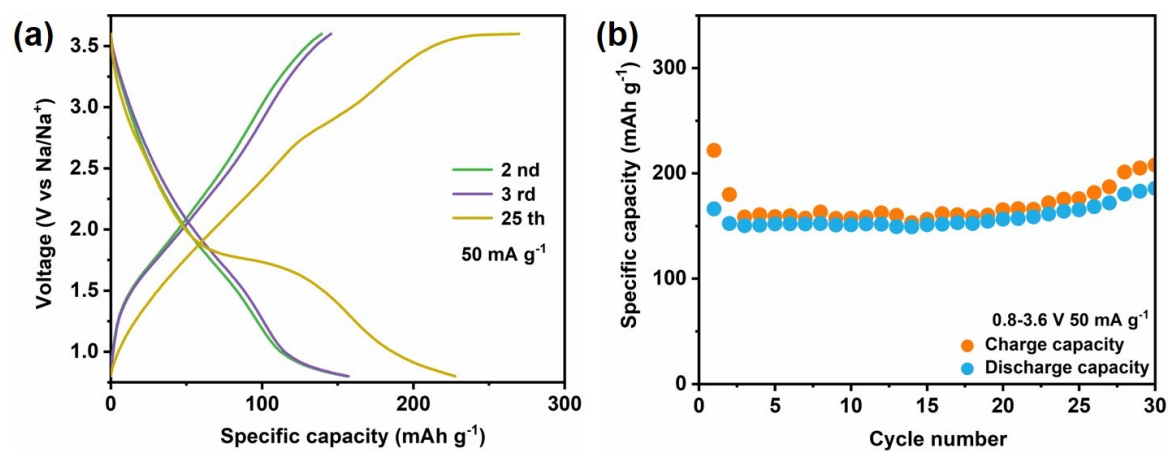 (a)
3.5
3.0
2.5
2.0
1.5
1.0
Voltage (V vs Na/Na⁺)
2 nd
3 rd
25 th
50 mA g⁻¹
0 100 200 300
Specific capacity (mAh g⁻¹)
(b)
300
200
100
0
Specific capacity (mAh g⁻¹)
0.8-3.6 V 50 mA g⁻¹
Charge capacity
Discharge capacity
0 5 10 15 20 25 30
Cycle number